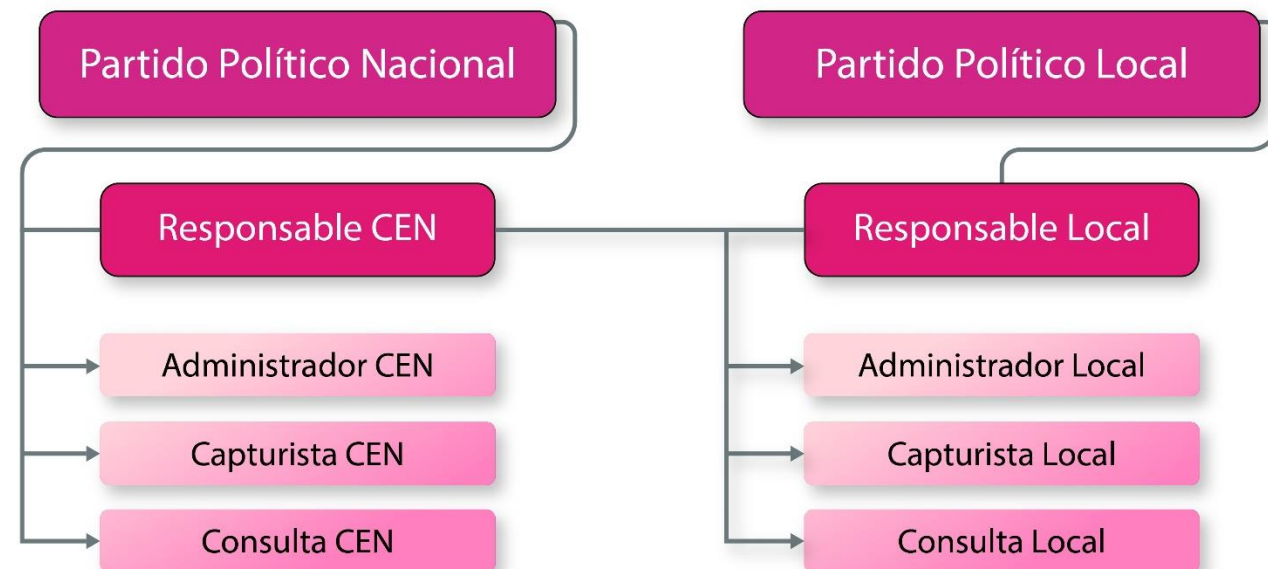 Partido Político Nacional
Partido Político Local
Responsable CEN
Responsable Local
Administrador CEN
Administrador Local
Capturista CEN
Capturista Local
Consulta CEN
Consulta Local